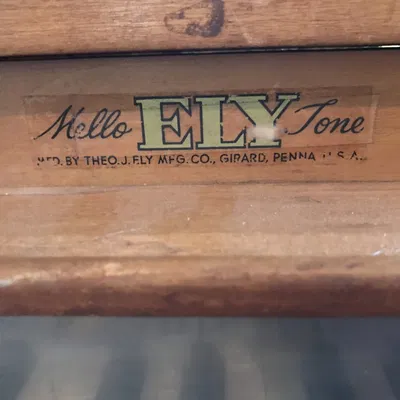 Mello ELY Tone
MFD. BY THEO. J. ELY MFG. CO., GIRARD, PENNA. U.S.A.